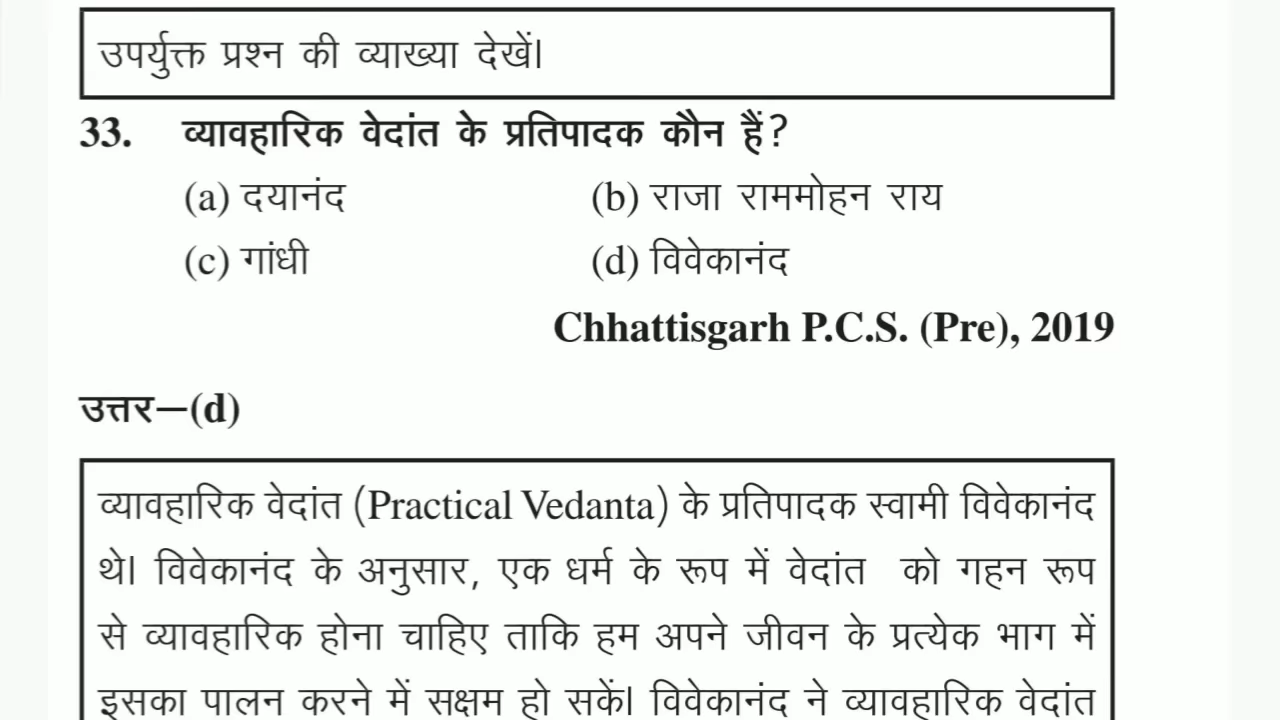 उपर्युक्त प्रश्न की व्याख्या देखें।
33. व्यावहारिक वेदांत के प्रतिपादक कौन हैं?
(a) दयानंद (b) राजा राममोहन राय
(c) गांधी (d) विवेकानंद
Chhattisgarh P.C.S. (Pre), 2019
उत्तर—(d)
व्यावहारिक वेदांत (Practical Vedanta) के प्रतिपादक स्वामी विवेकानंद
थे। विवेकानंद के अनुसार, एक धर्म के रूप में वेदांत को गहन रूप
से व्यावहारिक होना चाहिए ताकि हम अपने जीवन के प्रत्येक भाग में
इसका पालन करने में सक्षम हो सकें। विवेकानंद ने व्यावहारिक वेदांत